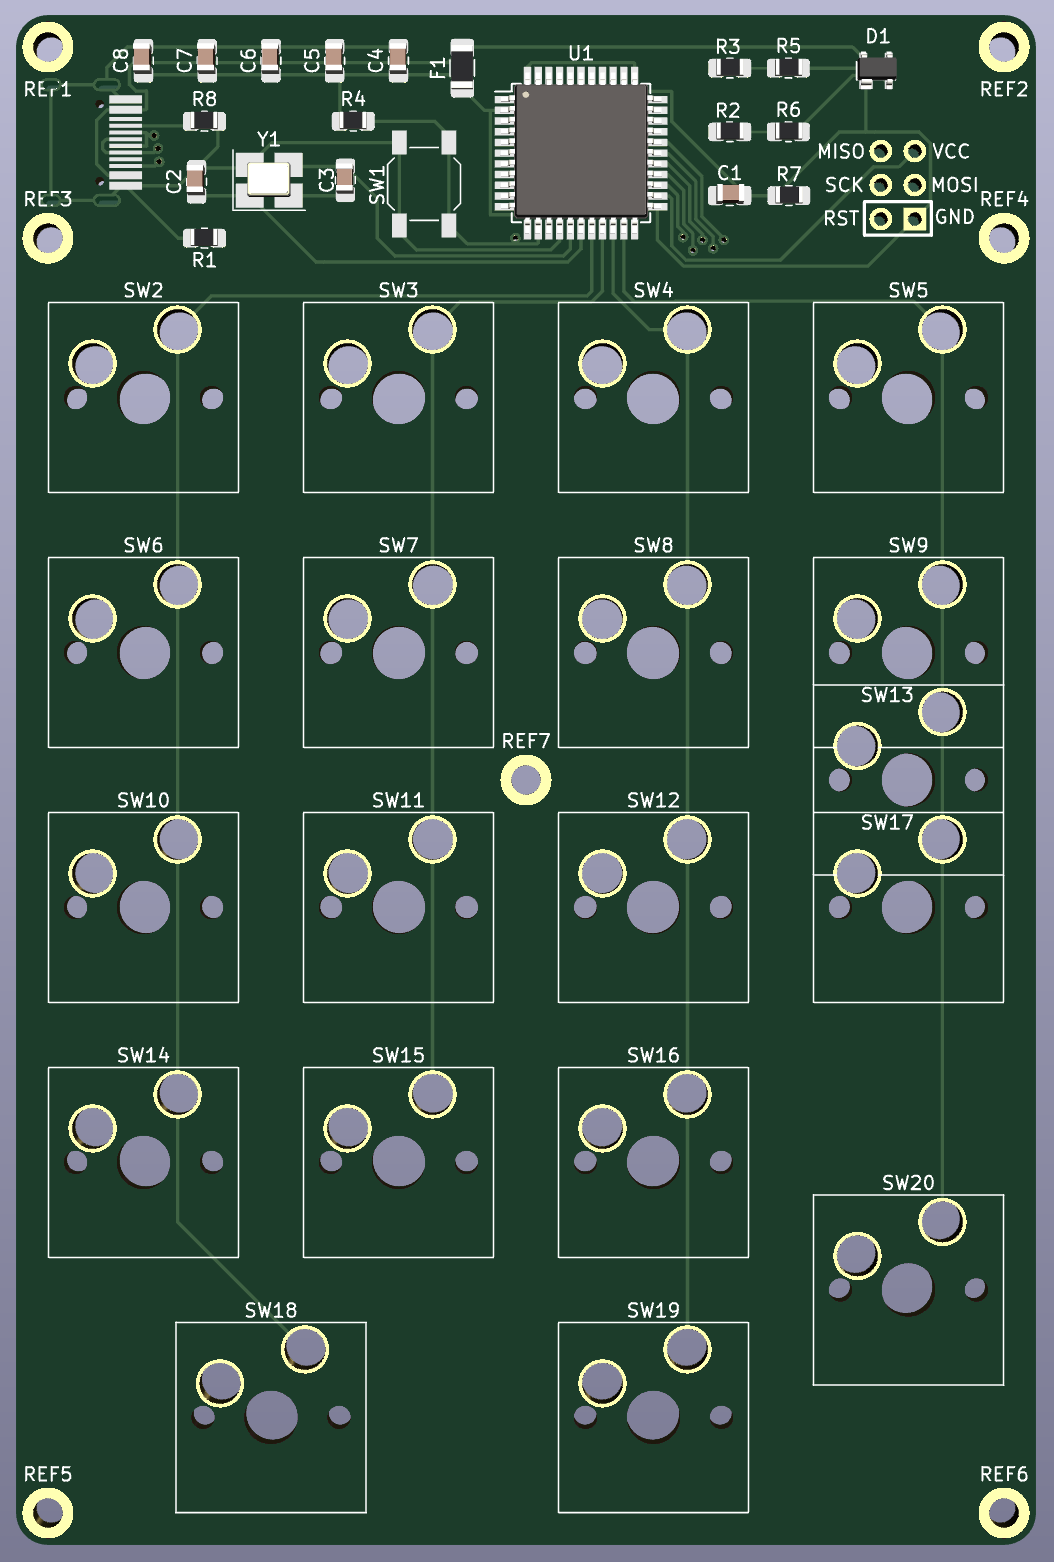 C8 C7 C6 C5 C4 F1 U1 R3 R5 D1
REF1 REF2
R8 R4 R2 R6
Y1 MISO VCC
C2 C3 SW1 C1 R7 SCK MOSI
REF3 REF4
RST GND
R1
SW2 SW3 SW4 SW5
SW6 SW7 SW8 SW9
SW13
REF7
SW10 SW11 SW12
SW17
SW14 SW15 SW16
SW20
SW18 SW19
REF5 REF6